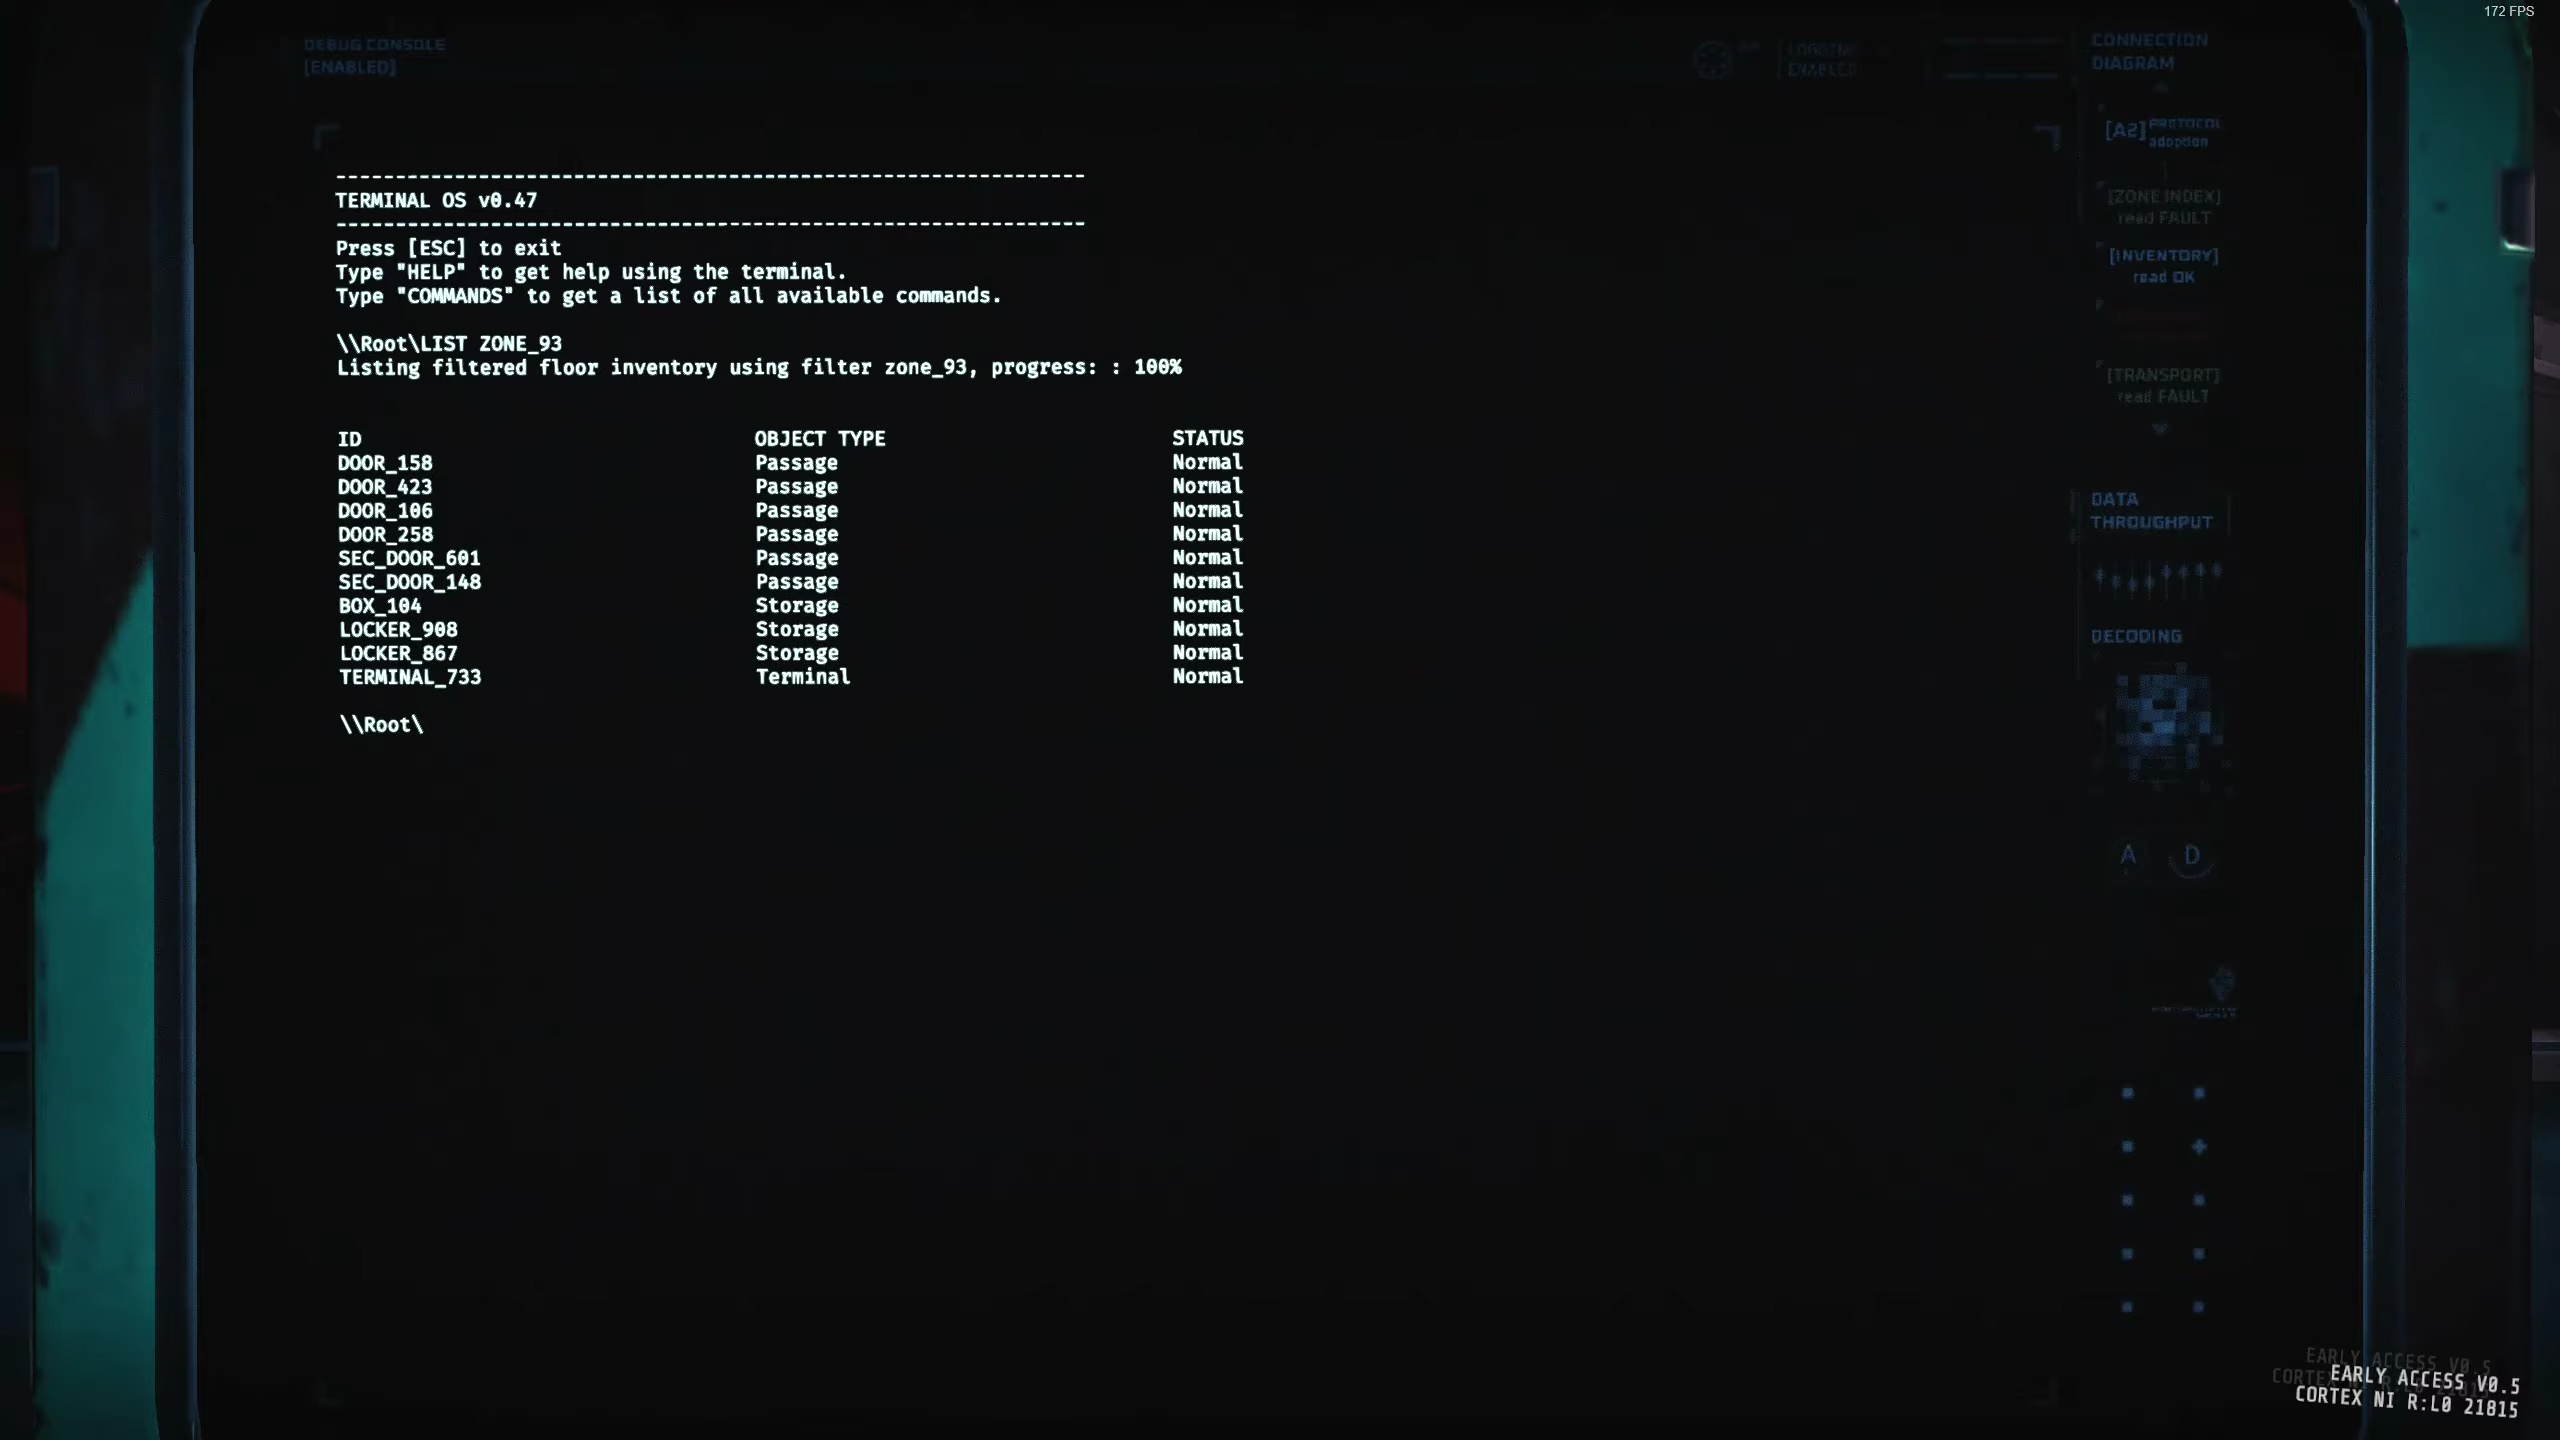 172 FPS
DEBUG CONSOLE
[ENABLED]
ENABLED
CONNECTION
DIAGRAM
[A2] PROTOCOL
adoption
[ZONE INDEX]
read FAULT
[INVENTORY]
read OK
[TRANSPORT]
read FAULT
DATA
THROUGHPUT
DECODING
A D
---------------------------------------------------------------
TERMINAL OS v0.47
---------------------------------------------------------------
Press [ESC] to exit
Type "HELP" to get help using the terminal.
Type "COMMANDS" to get a list of all available commands.
\\Root\LIST ZONE_93
Listing filtered floor inventory using filter zone_93, progress: : 100%
ID OBJECT TYPE STATUS
DOOR_158 Passage Normal
DOOR_423 Passage Normal
DOOR_106 Passage Normal
DOOR_258 Passage Normal
SEC_DOOR_601 Passage Normal
SEC_DOOR_148 Passage Normal
BOX_104 Storage Normal
LOCKER_908 Storage Normal
LOCKER_867 Storage Normal
TERMINAL_733 Terminal Normal
\\Root\
EARLY ACCESS V0.5
CORTEX NI R:L0 21815